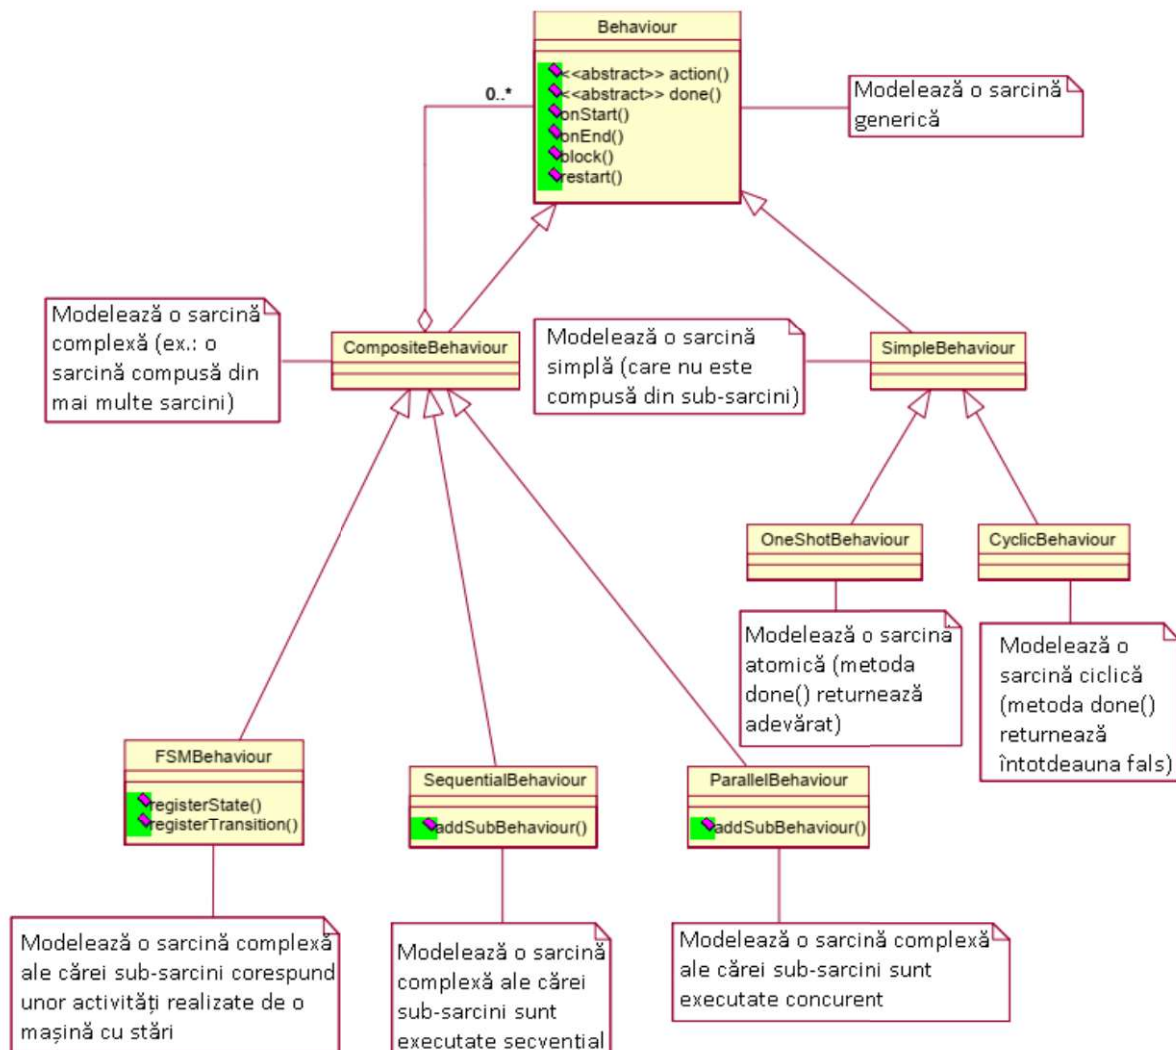 Behaviour
<<abstract>> action()
<<abstract>> done()
onStart()
onEnd()
block()
restart()
0..*
Modelează o sarcină
generică
Modelează o sarcină
complexă (ex.: o
sarcină compusă din
mai multe sarcini)
CompositeBehaviour
Modelează o sarcină
simplă (care nu este
compusă din sub-sarcini)
SimpleBehaviour
OneShotBehaviour
CyclicBehaviour
Modelează o sarcină
atomică (metoda
done() returnează
adevărat)
Modelează o
sarcină ciclică
(metoda done()
returnează
întotdeauna fals)
FSMBehaviour
registerState()
registerTransition()
SequentialBehaviour
addSubBehaviour()
ParallelBehaviour
addSubBehaviour()
Modelează o sarcină complexă
ale cărei sub-sarcini corespund
unor activități realizate de o
mașină cu stări
Modelează o sarcină
complexă ale cărei
sub-sarcini sunt
executate secvențial
Modelează o sarcină complexă
ale cărei sub-sarcini sunt
executate concurent